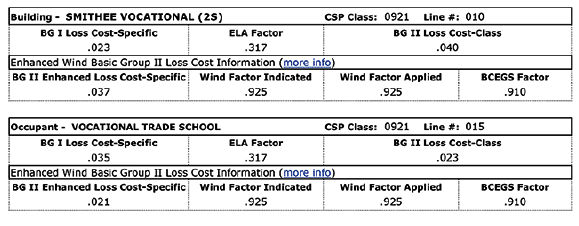 Building - SMITHEE VOCATIONAL (2S) CSP Class: 0921 Line #: 010
BG I Loss Cost-Specific ELA Factor BG II Loss Cost-Class
.023 .317 .040
Enhanced Wind Basic Group II Loss Cost Information (more info)
BG II Enhanced Loss Cost-Specific Wind Factor Indicated Wind Factor Applied BCEGS Factor
.037 .925 .925 .910
Occupant - VOCATIONAL TRADE SCHOOL CSP Class: 0921 Line #: 015
BG I Loss Cost-Specific ELA Factor BG II Loss Cost-Class
.035 .317 .023
Enhanced Wind Basic Group II Loss Cost Information (more info)
BG II Enhanced Loss Cost-Specific Wind Factor Indicated Wind Factor Applied BCEGS Factor
.021 .925 .925 .910